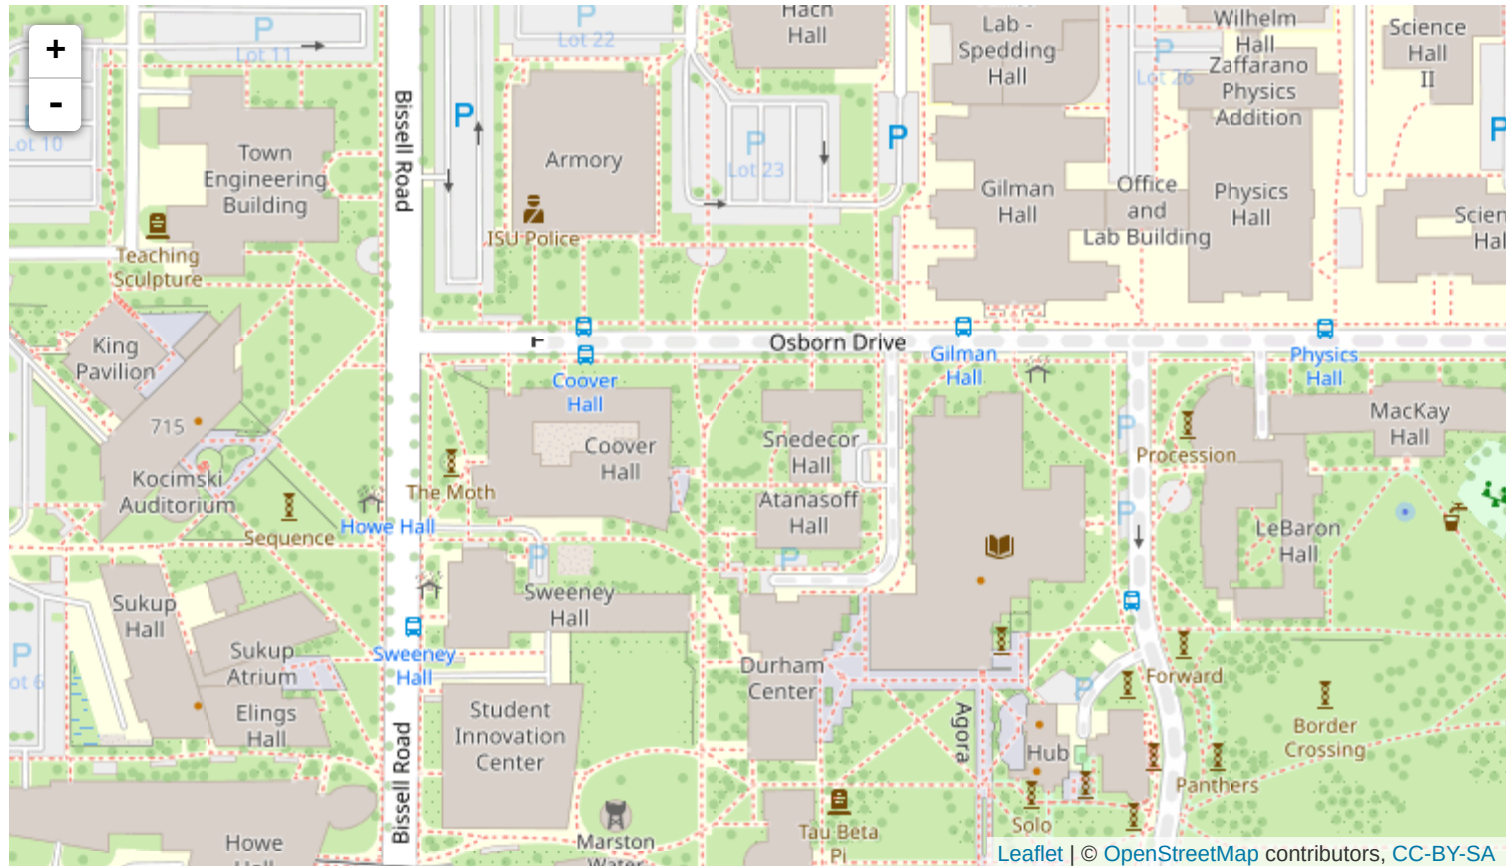 +
-
P
Lot 11
P
Lot 22
Hach
Hall
Lab -
Spedding
Hall
Wilhelm
Hall
Zaffarano
Physics
Addition
Science
Hall
II
P
Lot 26
ot 10
P
P
Lot 23
P
P
Town
Engineering
Building
Bissell Road
Armory
ISU Police
Gilman
Hall
Office
and
Lab Building
Physics
Hall
Scien
Hal
Teaching
Sculpture
King
Pavilion
Osborn Drive
Coover
Hall
Gilman
Hall
Physics
Hall
715
Kocimski
Auditorium
Coover
Hall
Snedecor
Hall
Atanasoff
Hall
P
P
Procession
MacKay
Hall
The Moth
Howe Hall
Sequence
LeBaron
Hall
P
P
Sukup
Hall
Sweeney
Hall
Sukup
Atrium
Sweeney
Hall
P
ot 6
Durham
Center
P
Forward
Elings
Hall
Student
Innovation
Center
Agora
Hub
Border
Crossing
Panthers
Bissell Road
Solo
Tau Beta
Pi
Marston
Water
Howe
Hall
Leaflet | © OpenStreetMap contributors, CC-BY-SA